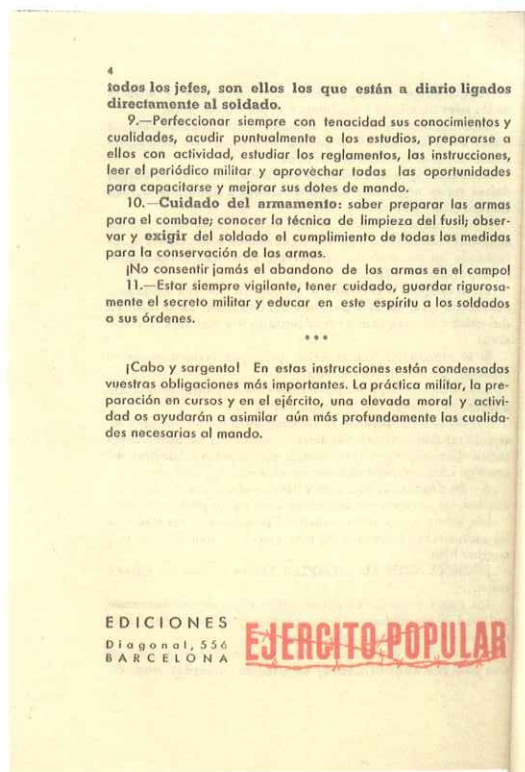 4
todos los jefes, son ellos los que están a diario ligados
directamente al soldado.
9.—Perfeccionar siempre con tenacidad sus conocimientos y
cualidades, acudir puntualmente a los estudios, prepararse a
ellos con actividad, estudiar los reglamentos, las instrucciones,
leer el periódico militar y aprovechar todas las oportunidades
para capacitarse y mejorar sus dotes de mando.
10.—Cuidado del armamento: saber preparar las armas
para el combate; conocer la técnica de limpieza del fusil; obser-
var y exigir del soldado el cumplimiento de todas las medidas
para la conservación de las armas.
¡No consentir jamás el abandono de las armas en el campo!
11.—Estar siempre vigilante, tener cuidado, guardar rigurosa-
mente el secreto militar y educar en este espíritu a los soldados
a sus órdenes.
* * *
¡Cabo y sargento! En estas instrucciones están condensadas
vuestras obligaciones más importantes. La práctica militar, la pre-
paración en cursos y en el ejército, una elevada moral y activi-
dad os ayudarán a asimilar aún más profundamente las cualida-
des necesarias al mando.
EDICIONES
Diagonal, 556
BARCELONA
EJERCITO POPULAR